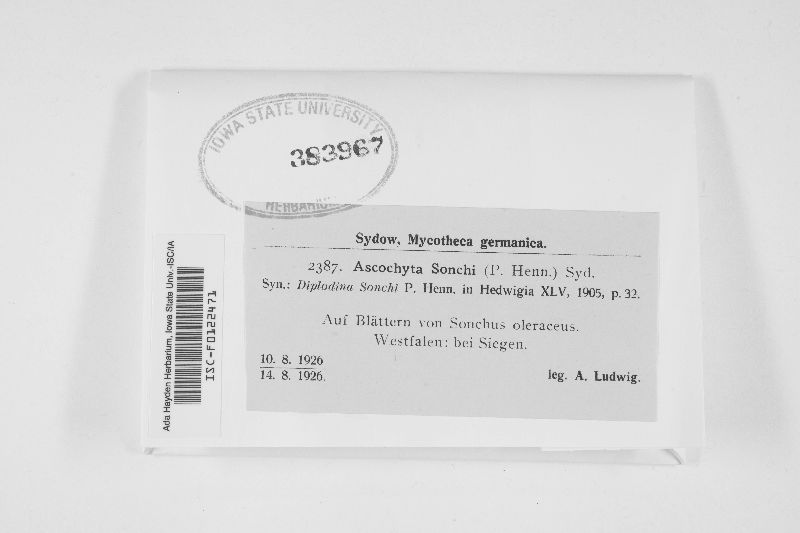 IOWA STATE UNIVERSITY
383967
HERBARIUM
Sydow, Mycotheca germanica.
2387. Ascochyta Sonchi (P. Henn.) Syd.
Syn.: Diplodina Sonchi P. Henn. in Hedwigia XLV, 1905, p. 32.
Auf Blättern von Sonchus oleraceus.
Westfalen: bei Siegen.
10. 8. 1926
14. 8. 1926.
leg. A. Ludwig.
Ada Hayden Herbarium, Iowa State Univ.-ISC/IA
ISC-F0122471